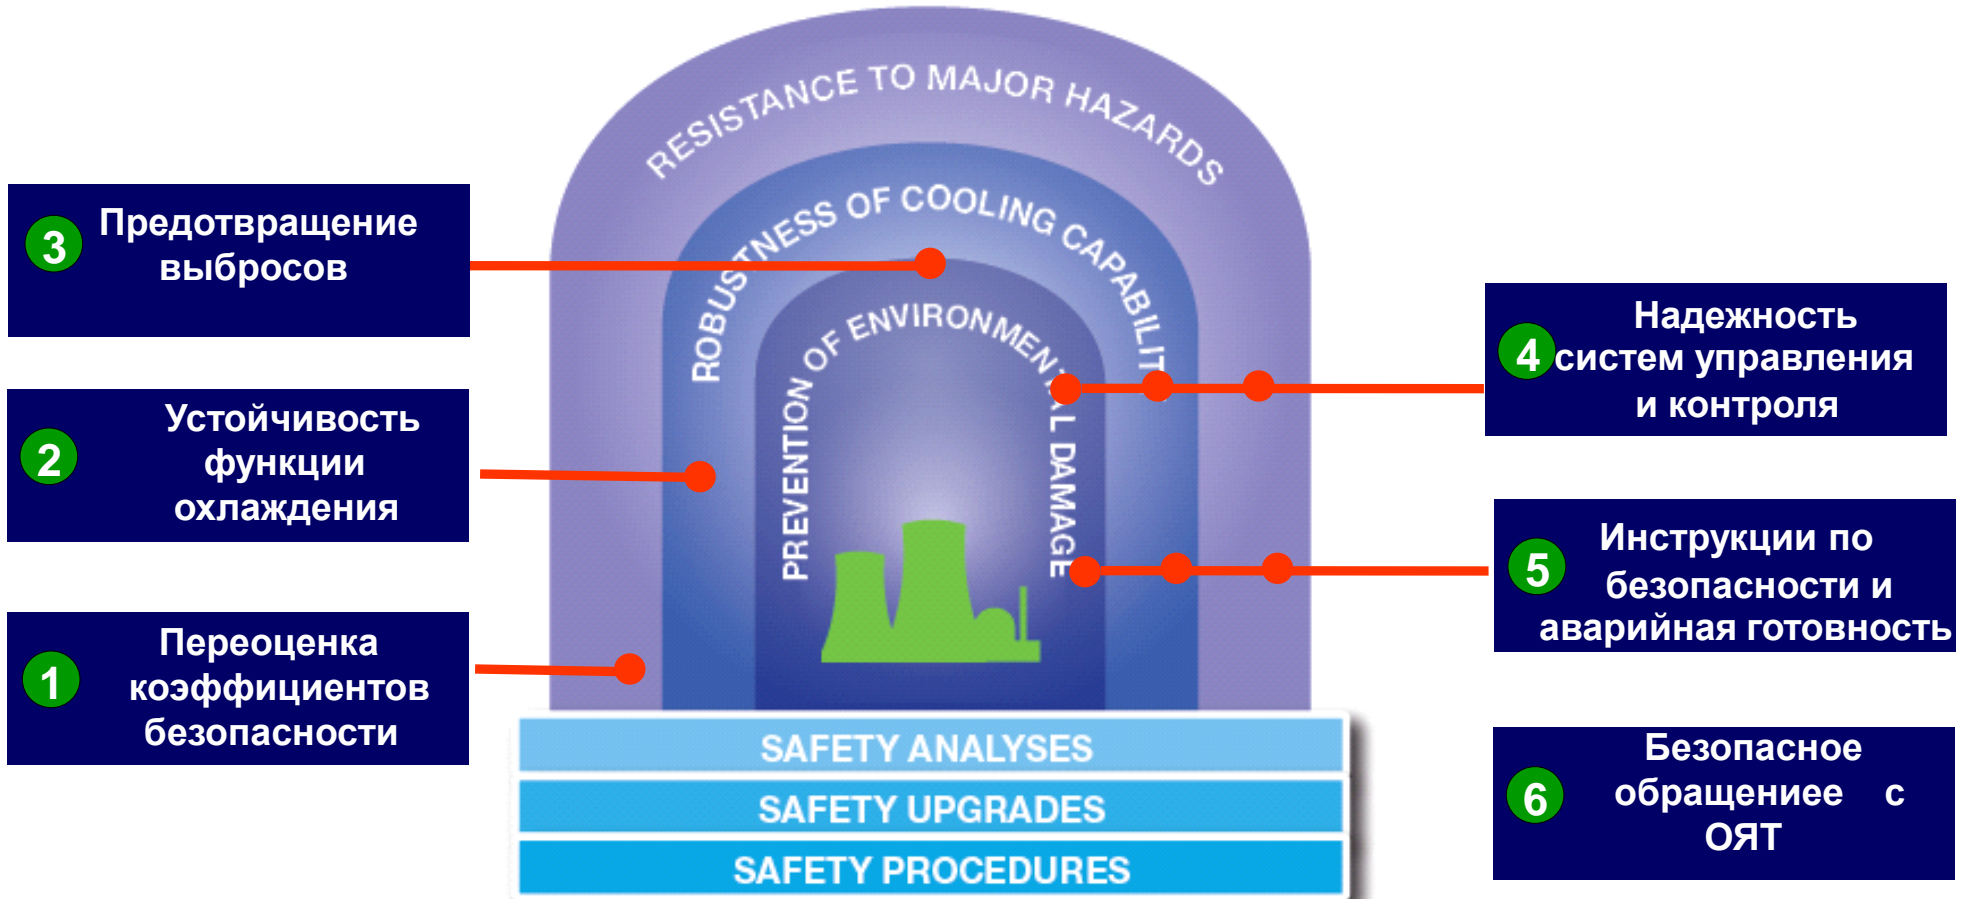 RESISTANCE TO MAJOR HAZARDS
ROBUSTNESS OF COOLING CAPABILIT
PREVENTION OF ENVIRONMENTAL DAMAGE
3
Предотвращение
выбросов
2
Устойчивость
функции
охлаждения
1
Переоценка
коэффициентов
безопасности
4
Надежность
систем управления
и контроля
5
Инструкции по
безопасности и
аварийная готовность
6
Безопасное
обращениее с
ОЯТ
SAFETY ANALYSES
SAFETY UPGRADES
SAFETY PROCEDURES